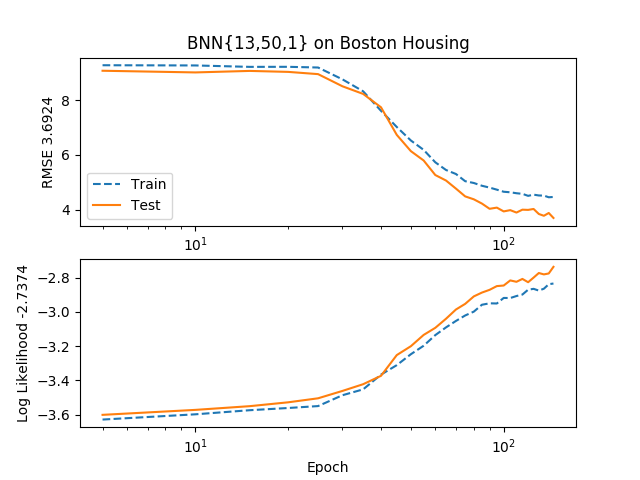 BNN{13,50,1} on Boston Housing
RMSE 3.6924
8
6
4
Train
Test
10¹
10²
Log Likelihood -2.7374
−2.8
−3.0
−3.2
−3.4
−3.6
10¹
10²
Epoch